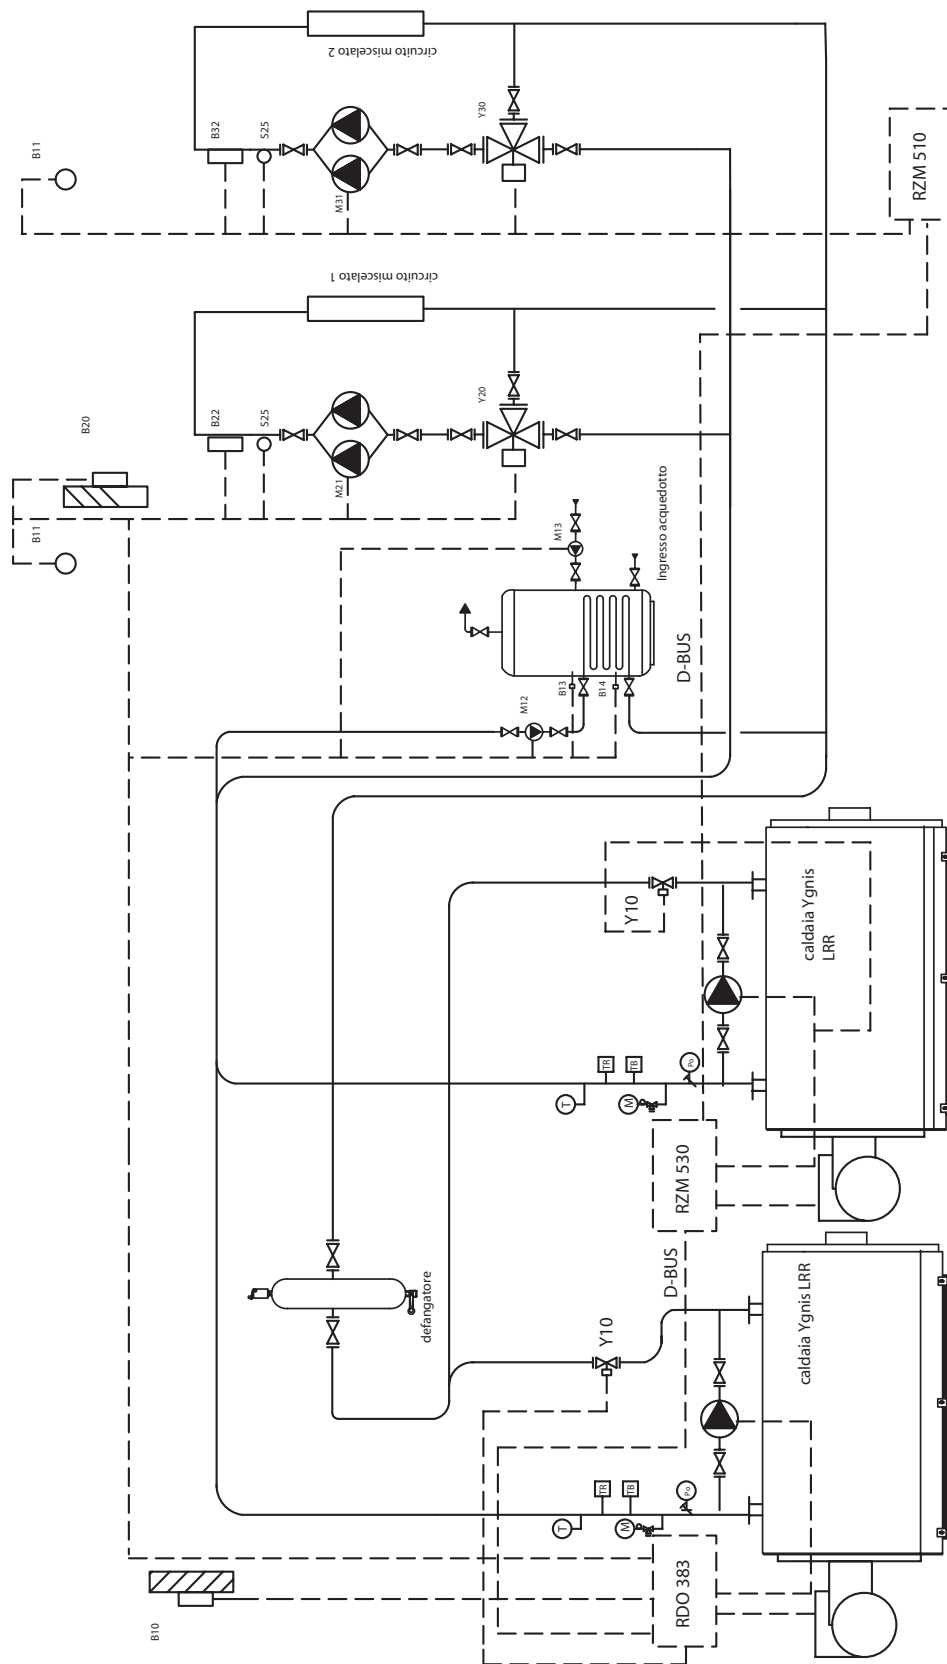 circuito miscelato 2
B32
S25
Y30
B11
M31
RZM 510
circuito miscelato 1
B22
S25
Y20
B20
M21
B11
M13
Ingresso acquedotto
D-BUS
B13
B14
M12
Y10
caldaia Ygnis
LRR
TR
TB
Po
T
M
RZM 530
D-BUS
defangatore
Y10
caldaia Ygnis LRR
TR
TB
Po
T
M
RDO 383
B10